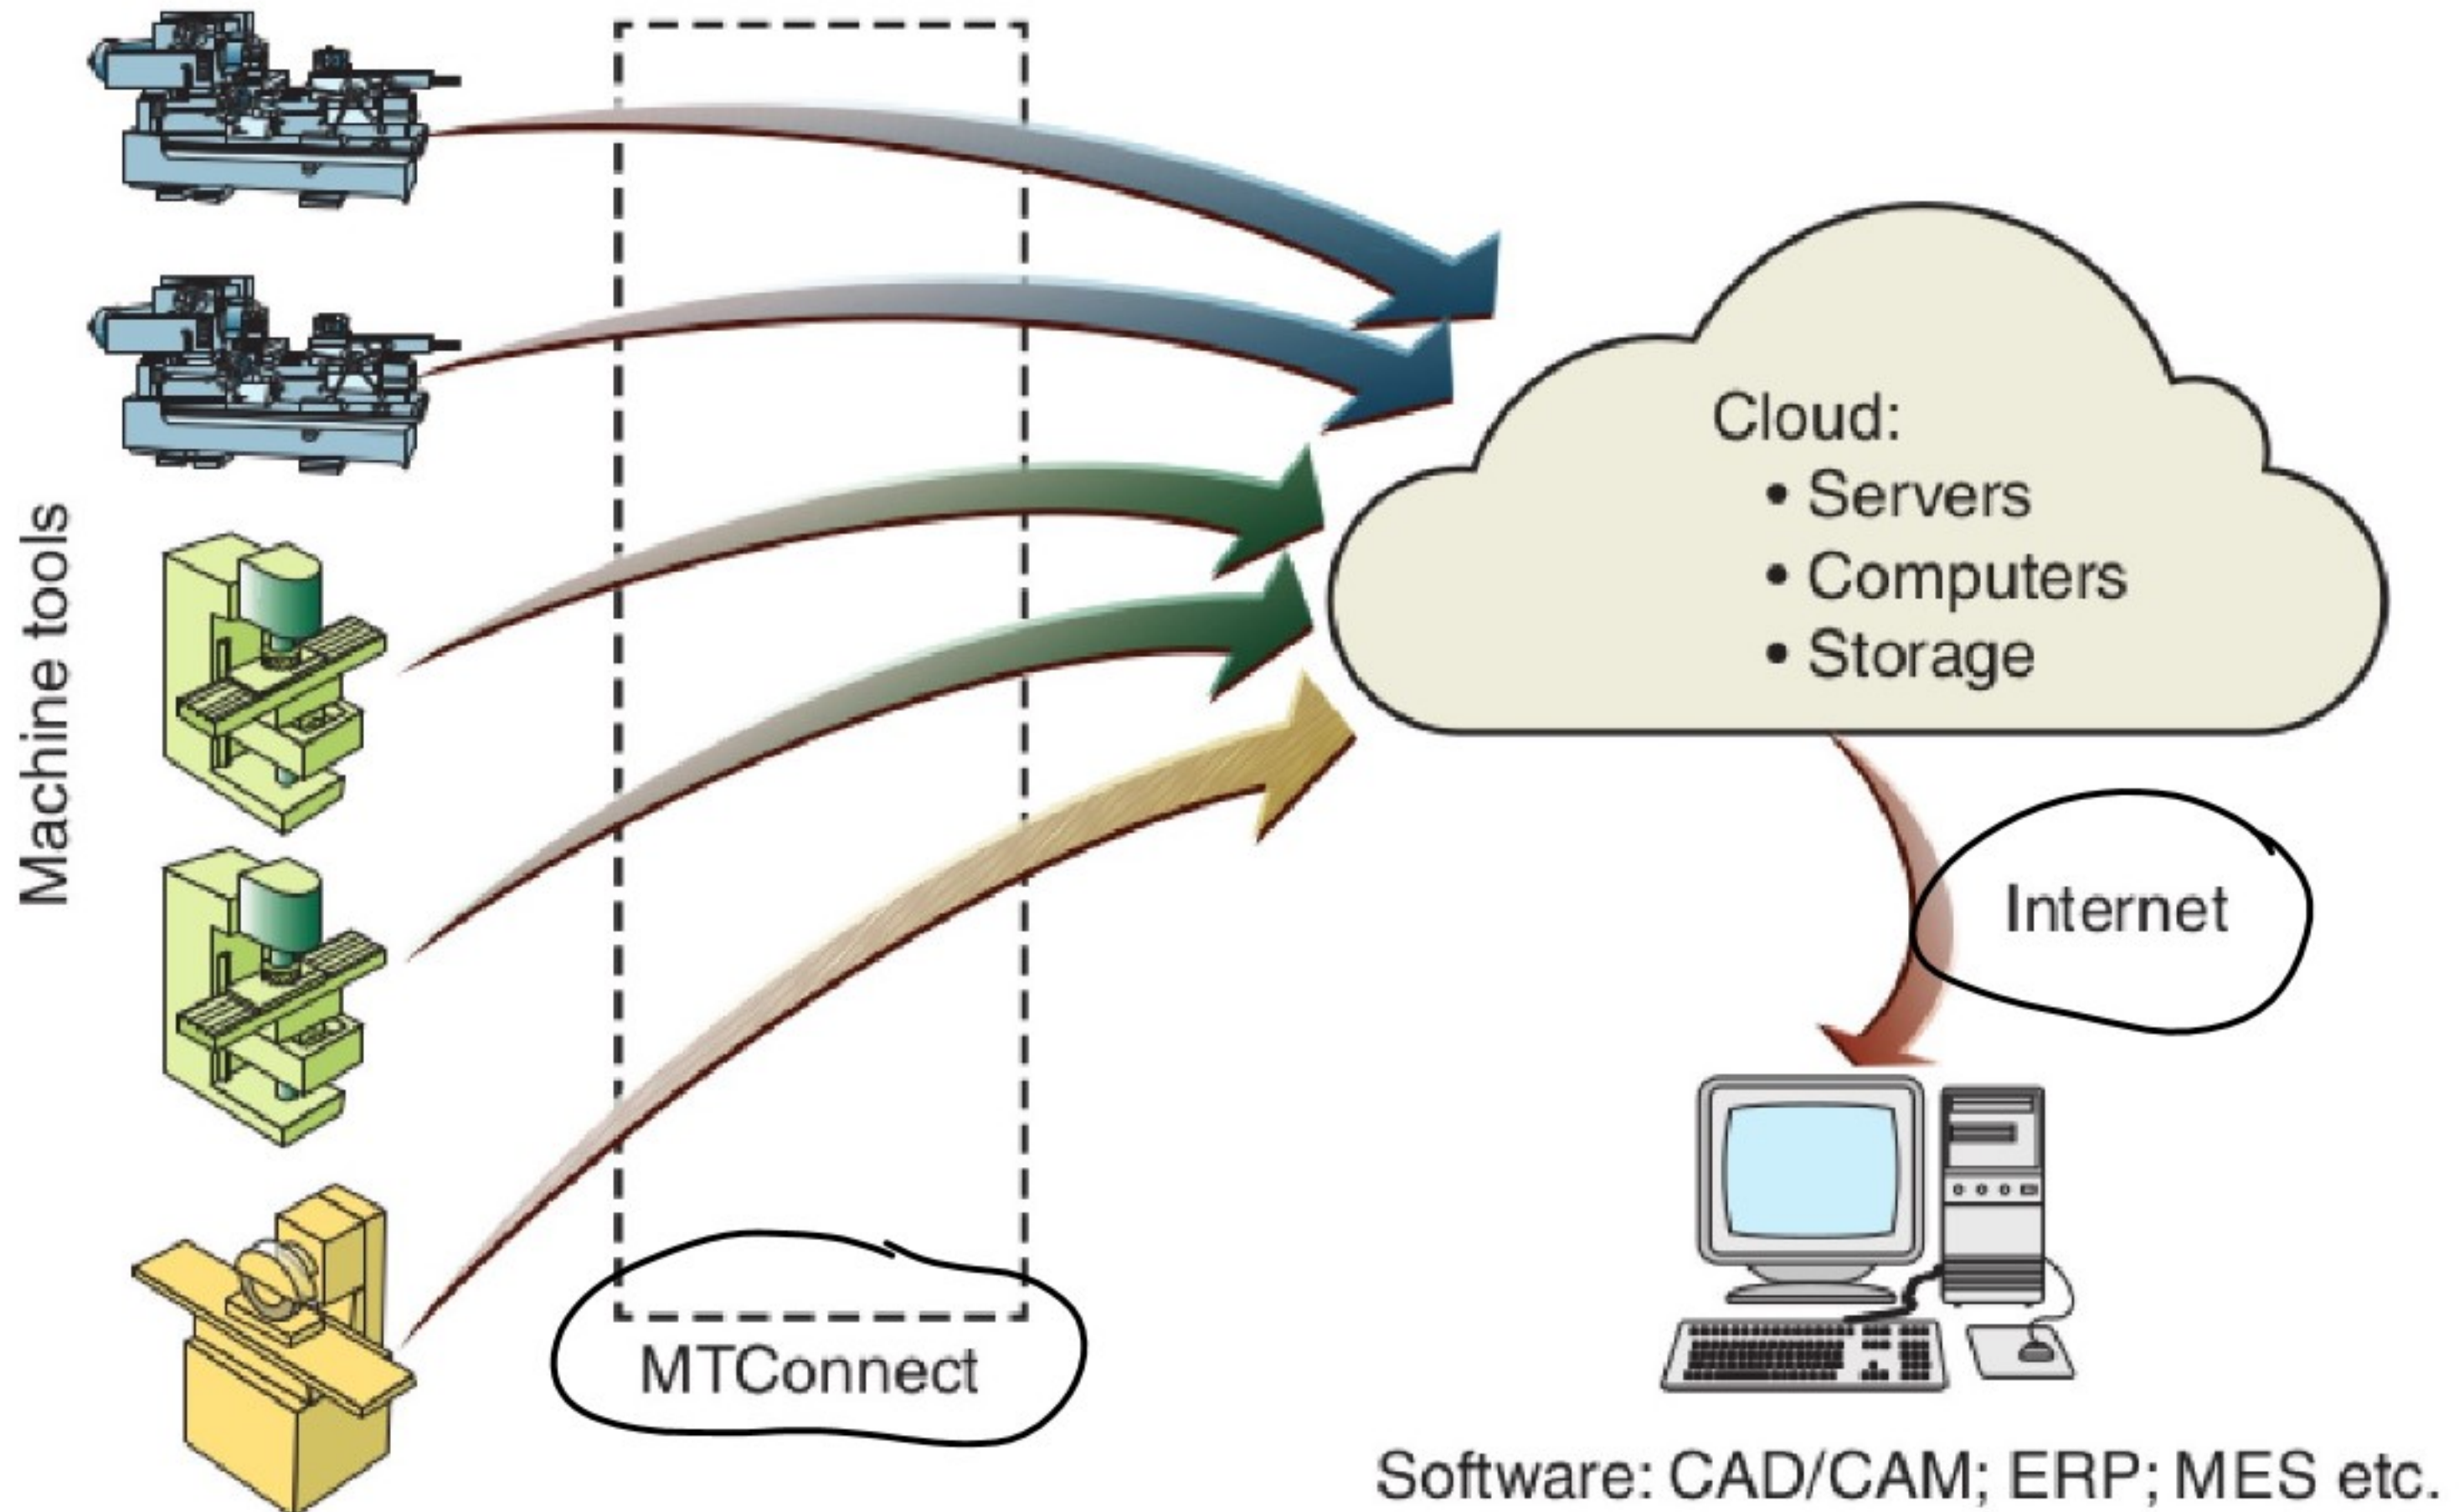 Machine tools
Cloud:
• Servers
• Computers
• Storage
Internet
MTConnect
Software: CAD/CAM; ERP; MES etc.